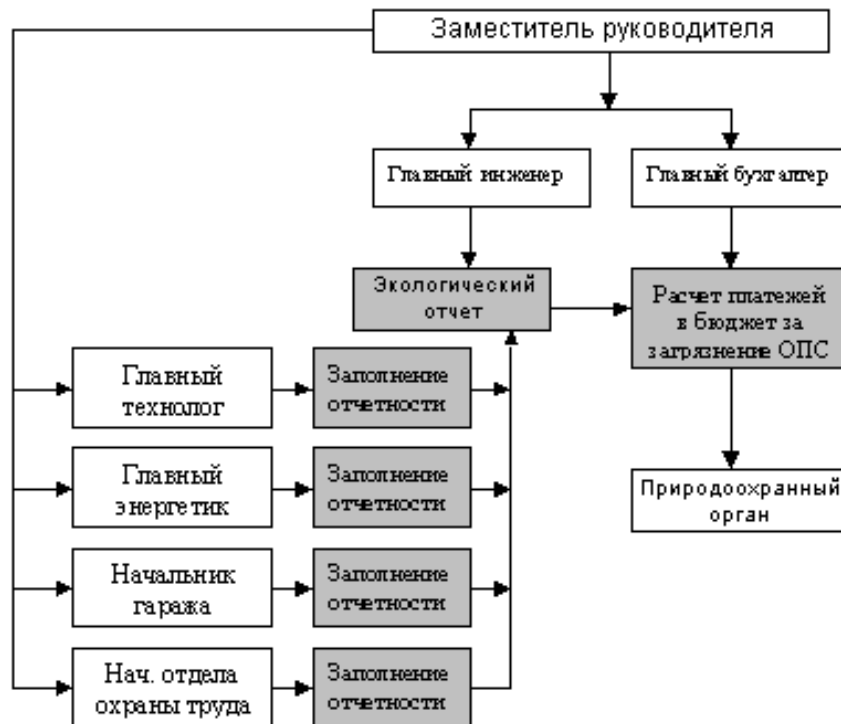 Заместитель руководителя
Главный инженер
Главный бухгалтер
Экологический
отчет
Расчет платежей
в бюджет за
загрязнение ОПС
Главный
технолог
Заполнение
отчетности
Главный
энергетик
Заполнение
отчетности
Природоохранный
орган
Начальник
гаража
Заполнение
отчетности
Нач. отдела
охраны труда
Заполнение
отчетности